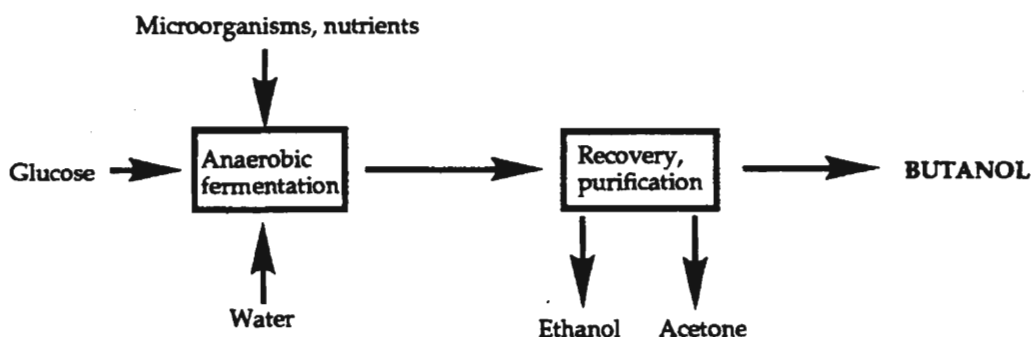 Microorganisms, nutrients
Glucose
Anaerobic
fermentation
Water
Recovery,
purification
BUTANOL
Ethanol
Acetone